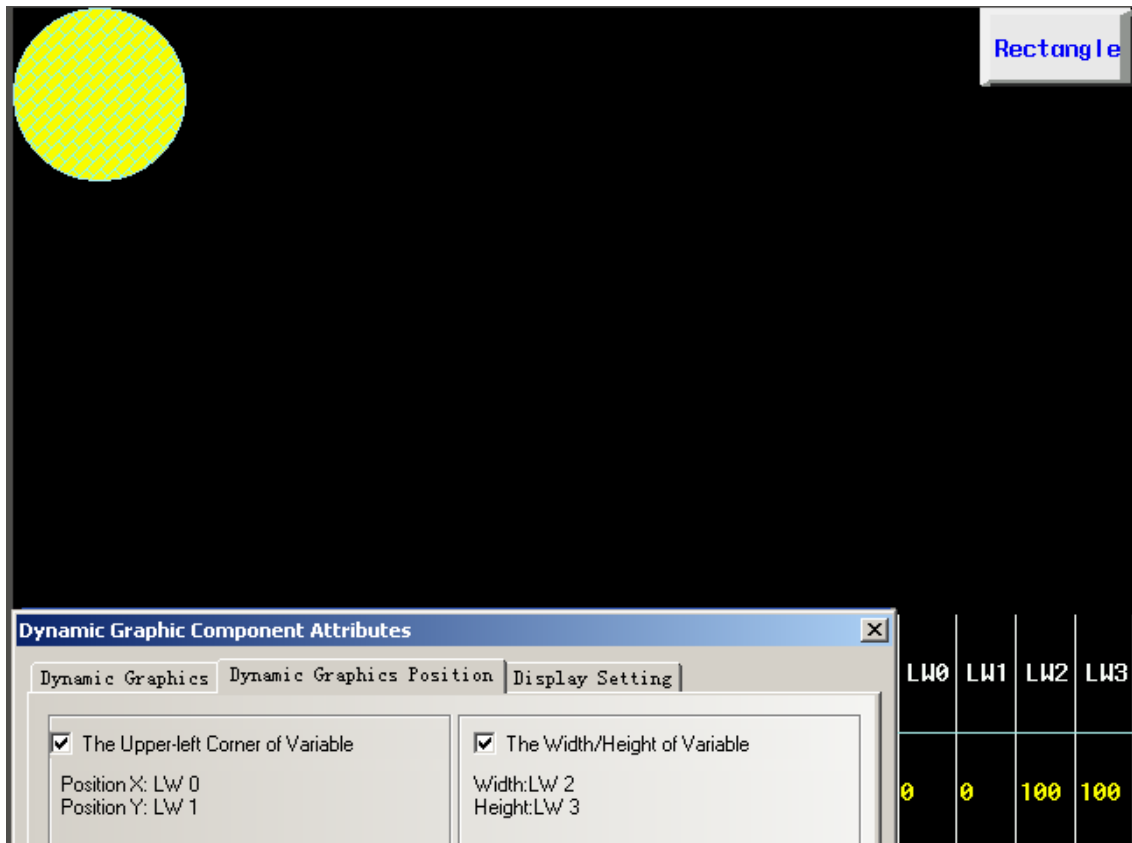 Rectangle
Dynamic Graphic Component Attributes
Dynamic Graphics Dynamic Graphics Position Display Setting
The Upper-left Corner of Variable
Position X: LW 0
Position Y: LW 1
The Width/Height of Variable
Width:LW 2
Height:LW 3
LW0 LW1 LW2 LW3
0 0 100 100